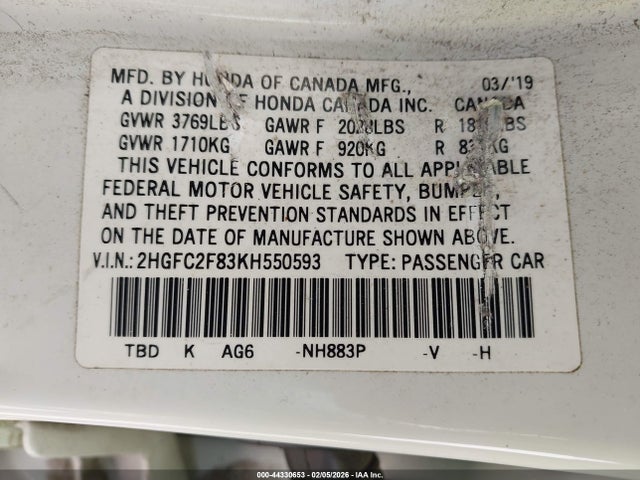 MFD. BY HONDA OF CANADA MFG., 03/'19
A DIVISION OF HONDA CANADA INC. CANADA
GVWR 3769LBS GAWR F LBS R
GVWR 1710KG GAWR F 920KG R
THIS VEHICLE CONFORMS TO ALL APPLICABLE
FEDERAL MOTOR VEHICLE SAFETY, BUMPER,
AND THEFT PREVENTION STANDARDS IN EFFECT
ON THE DATE OF MANUFACTURE SHOWN ABOVE.
V.I.N.: 2HGFC2F83KH550593 TYPE: PASSENGER CAR
TBD K AG6 -NH883P -V -H
000-44330653 | 02/05/2026 | IAA Inc.